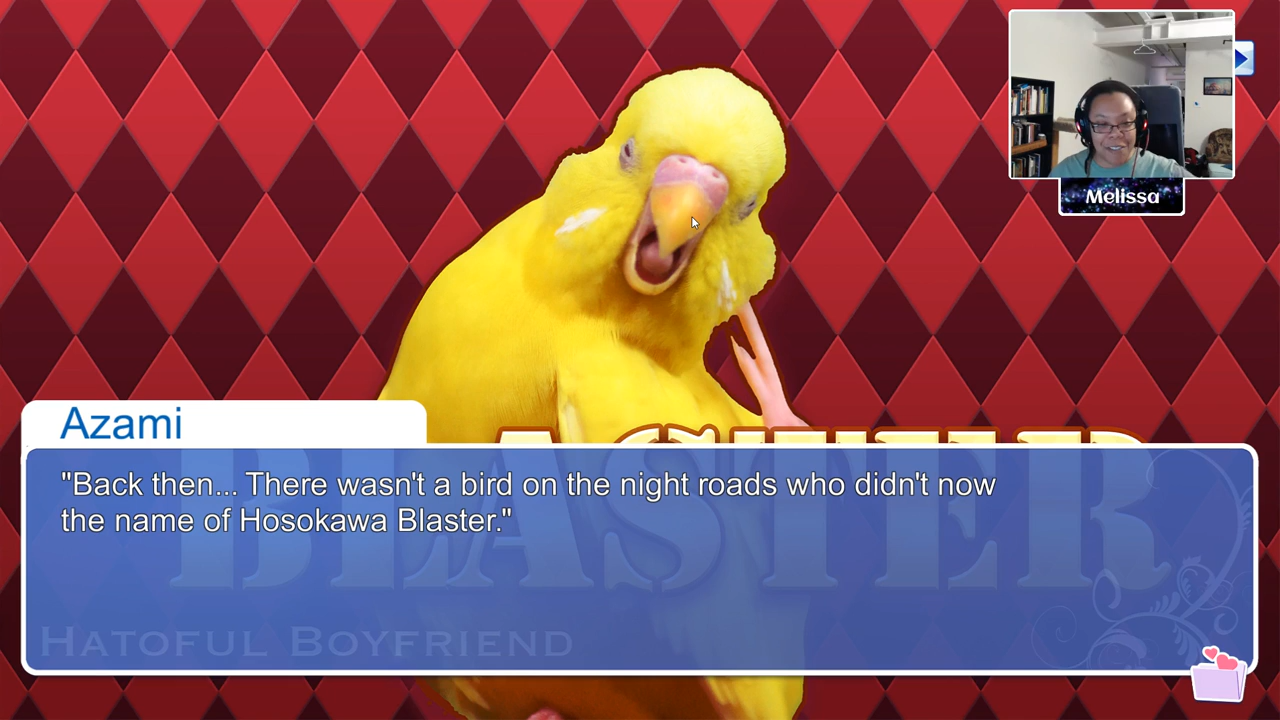 Melissa
Azami
"Back then... There wasn't a bird on the night roads who didn't now
the name of Hosokawa Blaster."
BLASTER
HATOFUL BOYFRIEND